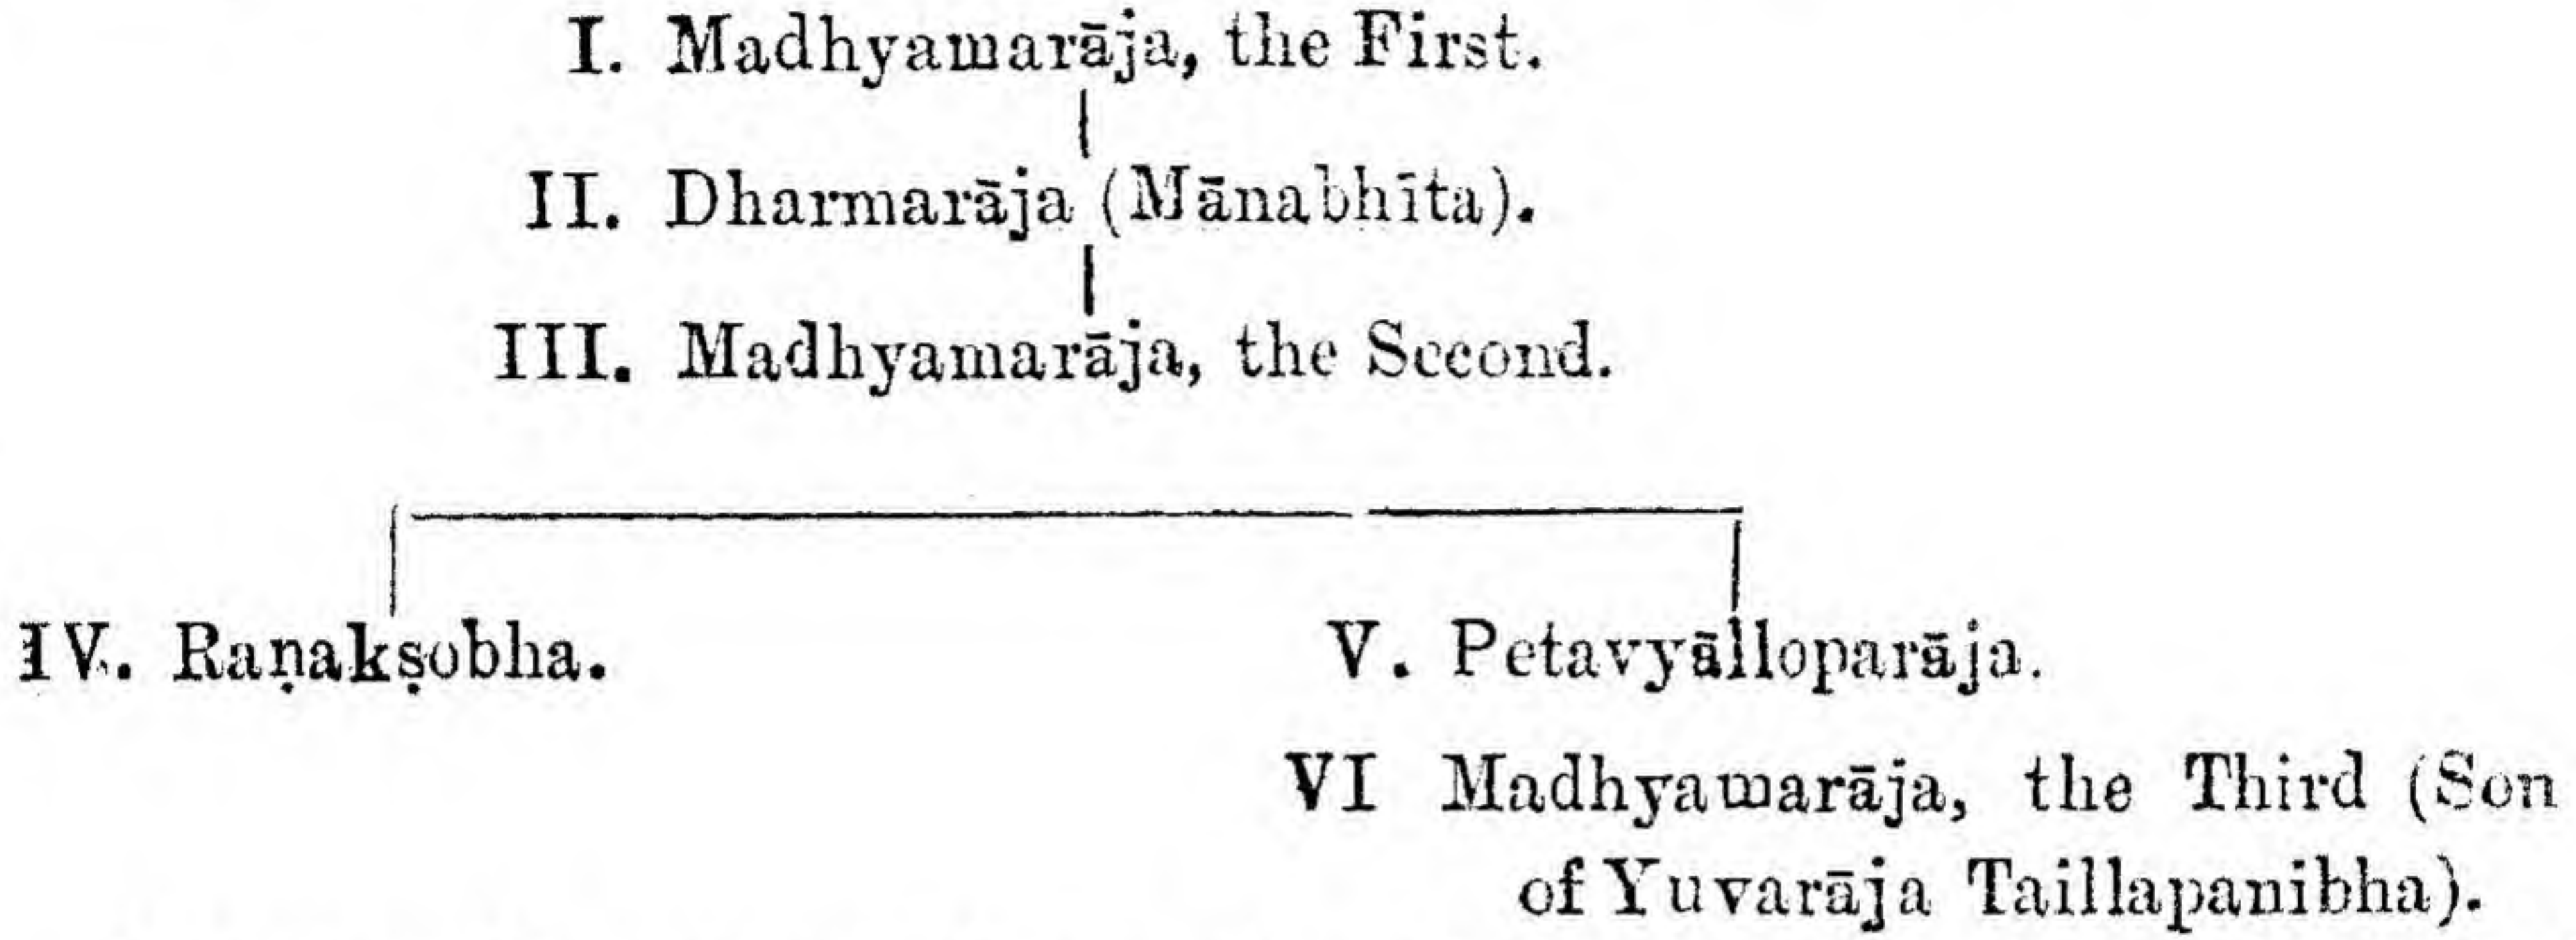 I. Madhyamarāja, the First.
II. Dharmarāja (Mānabhīta).
III. Madhyamarāja, the Second.
IV. Raṇakṣobha.
V. Petavyālloparāja.
VI Madhyamarāja, the Third (Son
of Yuvarāja Taillapanibha).